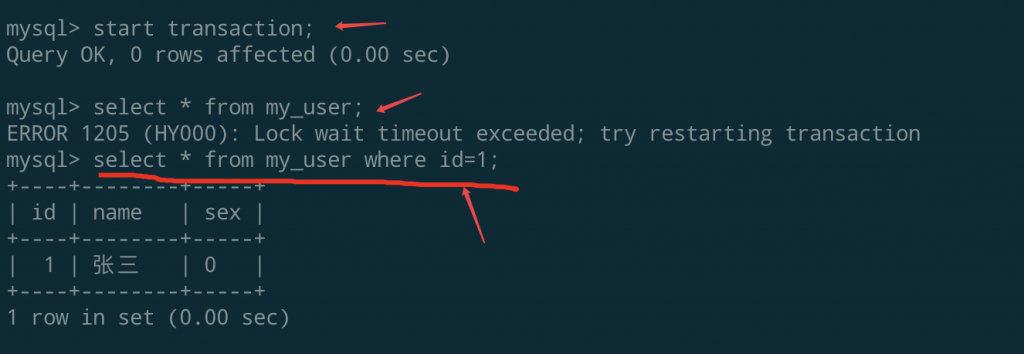 mysql> start transaction;
Query OK, 0 rows affected (0.00 sec)
mysql> select * from my_user;
ERROR 1205 (HY000): Lock wait timeout exceeded; try restarting transaction
mysql> select * from my_user where id=1;
+----+--------+-----+
| id | name   | sex |
+----+--------+-----+
|  1 | 张三   | 0   |
+----+--------+-----+
1 row in set (0.00 sec)